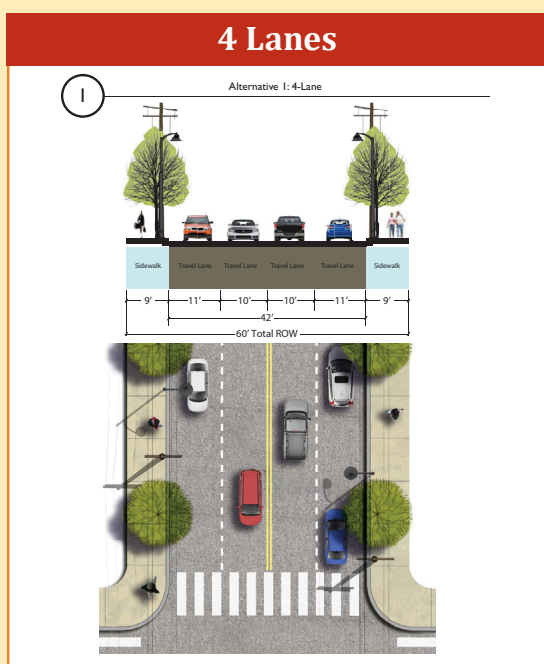 4 Lanes
1
Alternative 1: 4-Lane
Sidewalk Travel Lane Travel Lane Travel Lane Travel Lane Sidewalk
9' 11' 10' 10' 11' 9'
42'
60' Total ROW